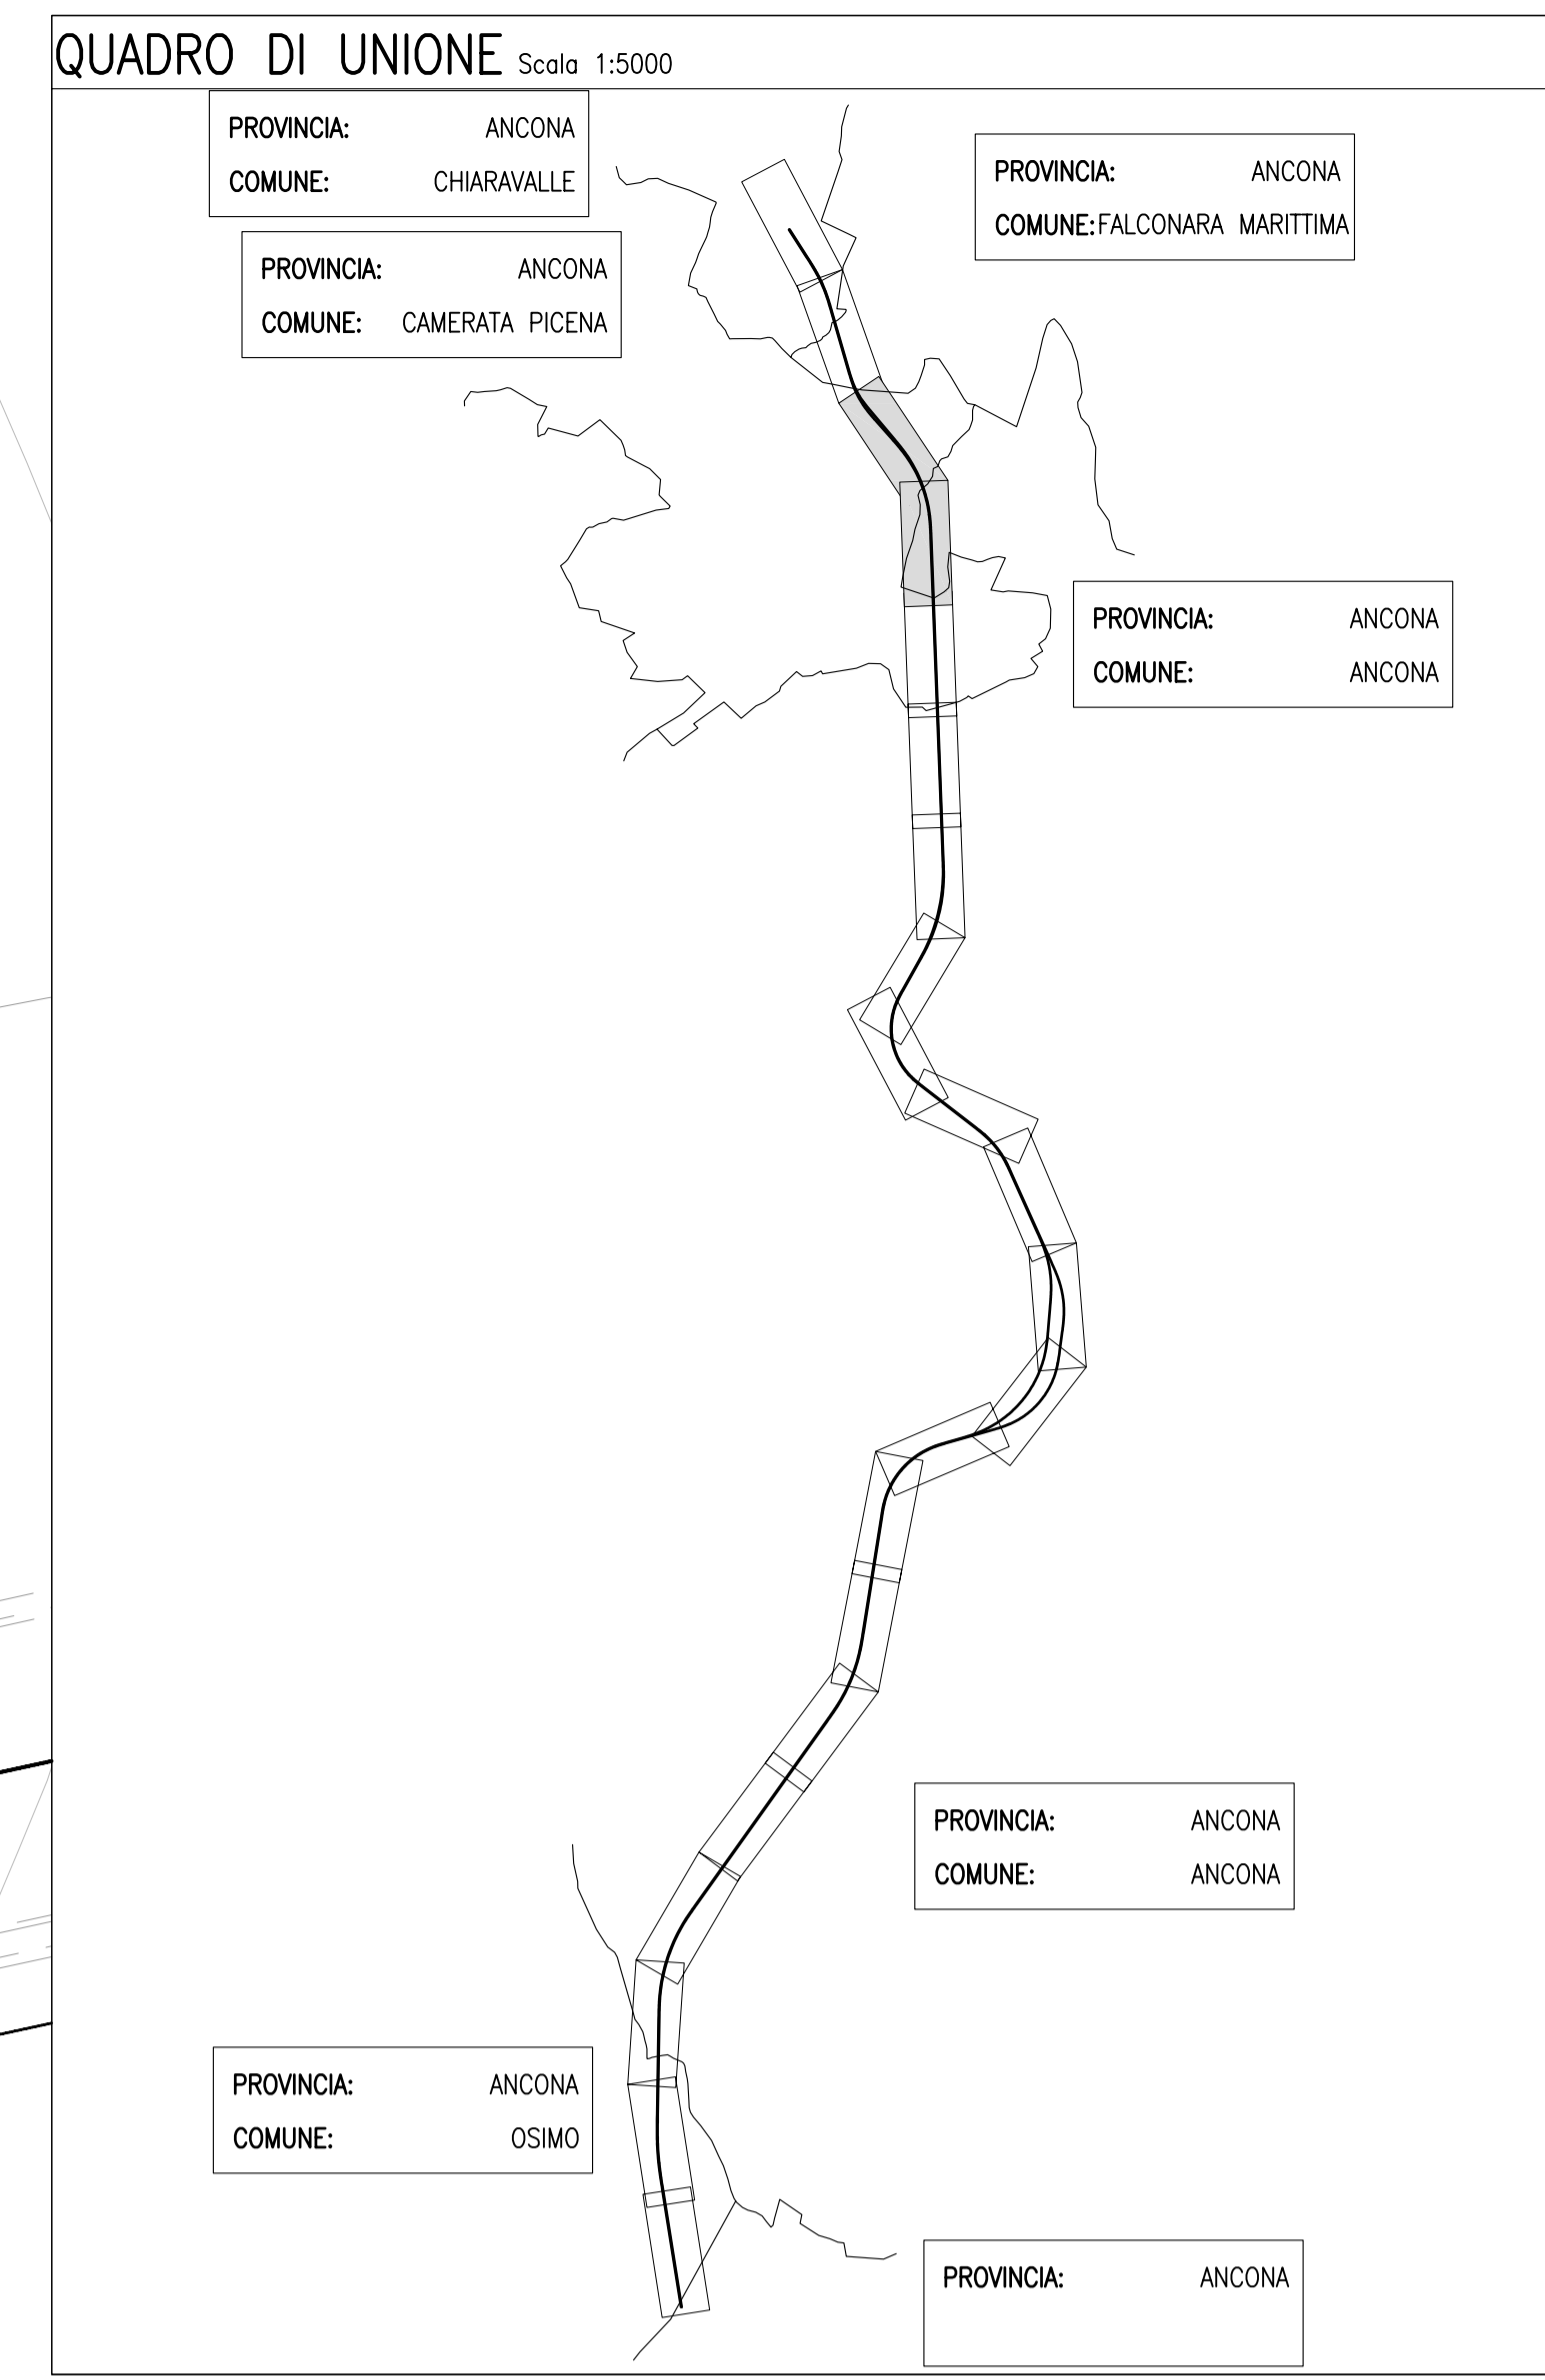 QUADRO DI UNIONE Scala 1:5000
PROVINCIA: ANCONA
COMUNE: CHIARAVALLE
PROVINCIA: ANCONA
COMUNE: FALCONARA MARITTIMA
PROVINCIA: ANCONA
COMUNE: CAMERATA PICENA
PROVINCIA: ANCONA
COMUNE: ANCONA
PROVINCIA: ANCONA
COMUNE: ANCONA
PROVINCIA: ANCONA
COMUNE: OSIMO
PROVINCIA: ANCONA